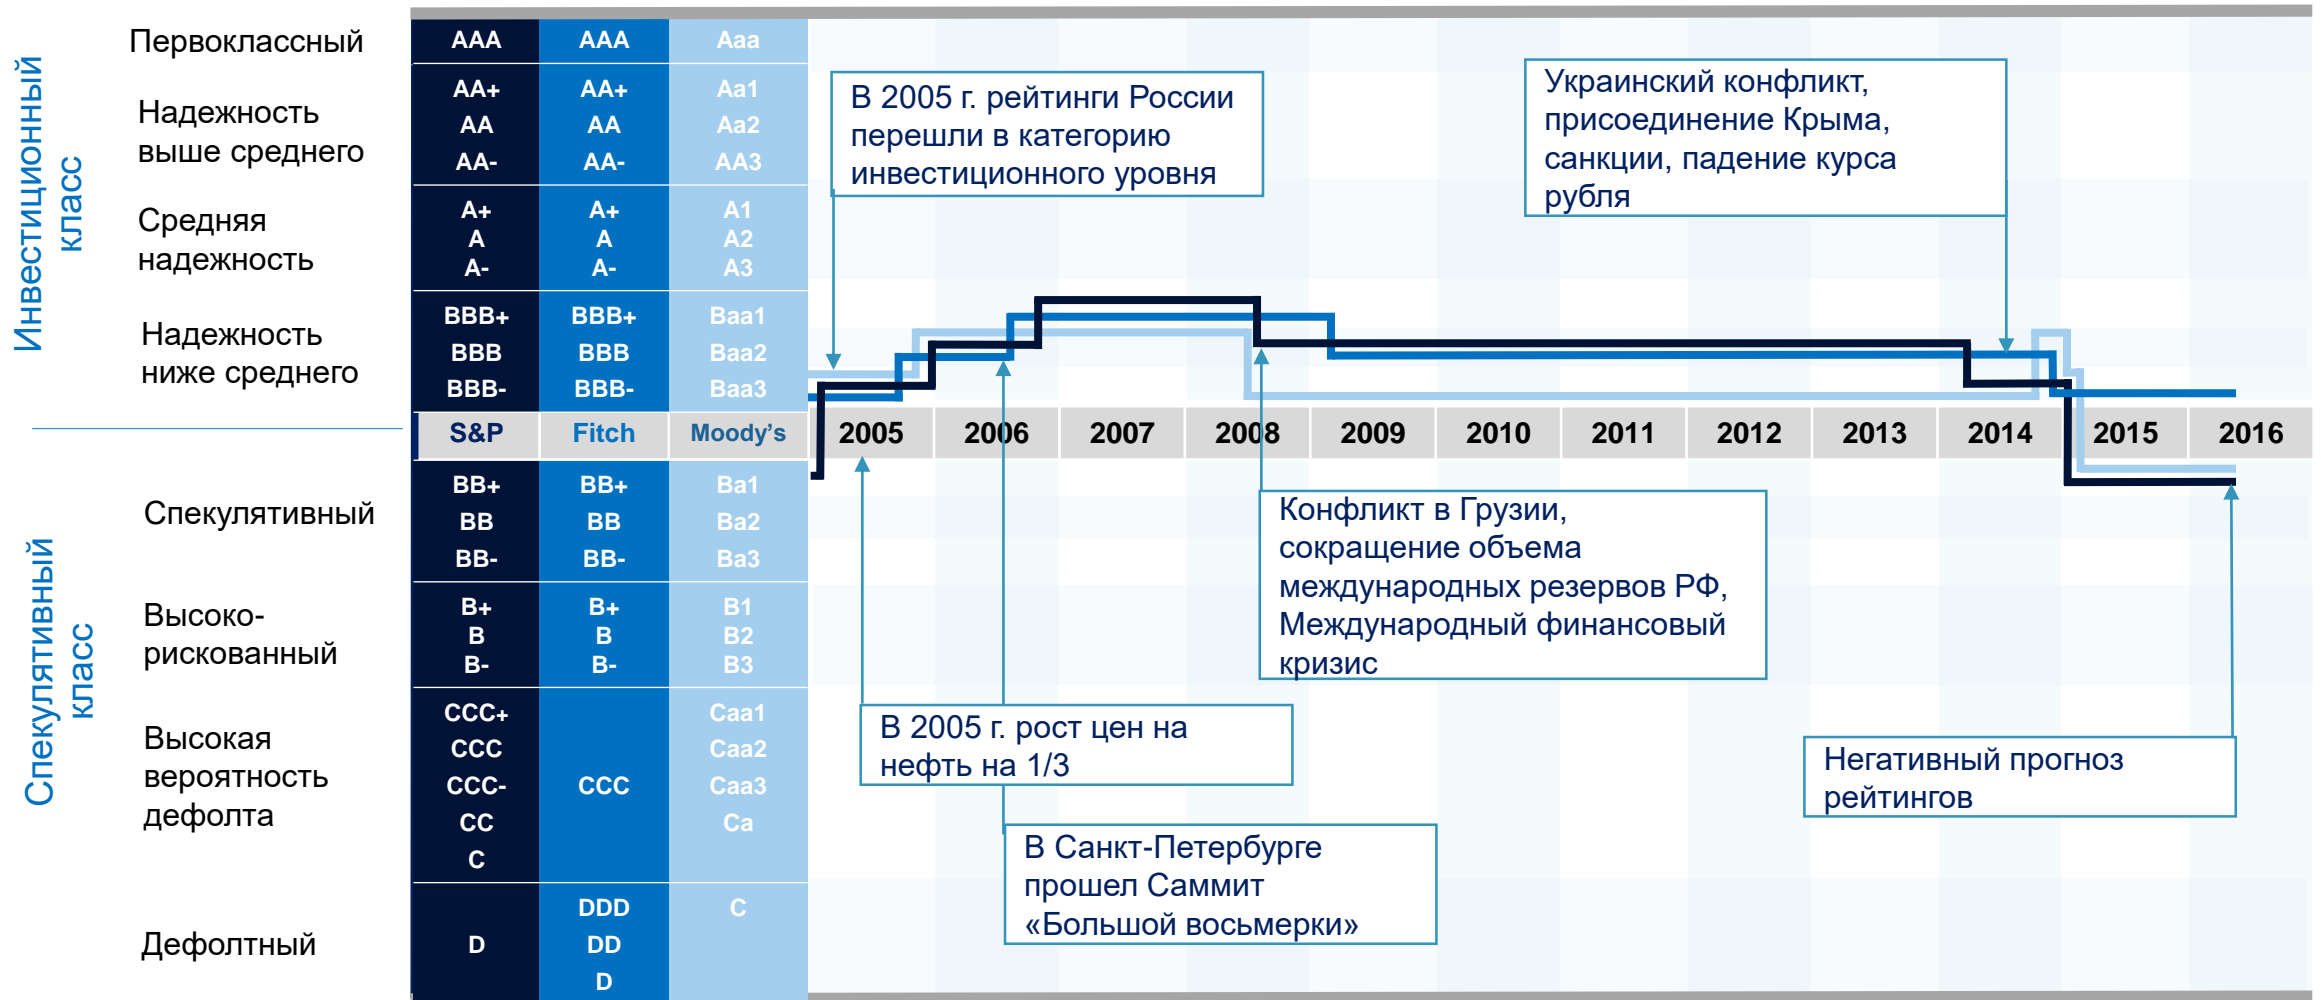 Инвестиционный
класс
Первоклассный
AAA
AAA
Aaa
Надежность
выше среднего
AA+
AA+
Aa1
AA
AA
Aa2
AA-
AA-
AA3
Средняя
надежность
A+
A+
A1
A
A
A2
A-
A-
A3
Надежность
ниже среднего
BBB+
BBB+
Baa1
BBB
BBB
Baa2
BBB-
BBB-
Baa3
В 2005 г. рейтинги России
перешли в категорию
инвестиционного уровня
Украинский конфликт,
присоединение Крыма,
санкции, падение курса
рубля
S&P
Fitch
Moody's
2005
2006
2007
2008
2009
2010
2011
2012
2013
2014
2015
2016
Спекулятивный
класс
Спекулятивный
BB+
BB+
Ba1
BB
BB
Ba2
BB-
BB-
Ba3
Высоко-
рискованный
B+
B+
B1
B
B
B2
B-
B-
B3
Высокая
вероятность
дефолта
CCC+
Caa1
CCC
Caa2
CCC-
CCC
Caa3
CC
Ca
C
Дефолтный
DDD
C
D
DD
D
Конфликт в Грузии,
сокращение объема
международных резервов РФ,
Международный финансовый
кризис
В 2005 г. рост цен на
нефть на 1/3
В Санкт-Петербурге
прошел Саммит
«Большой восьмерки»
Негативный прогноз
рейтингов